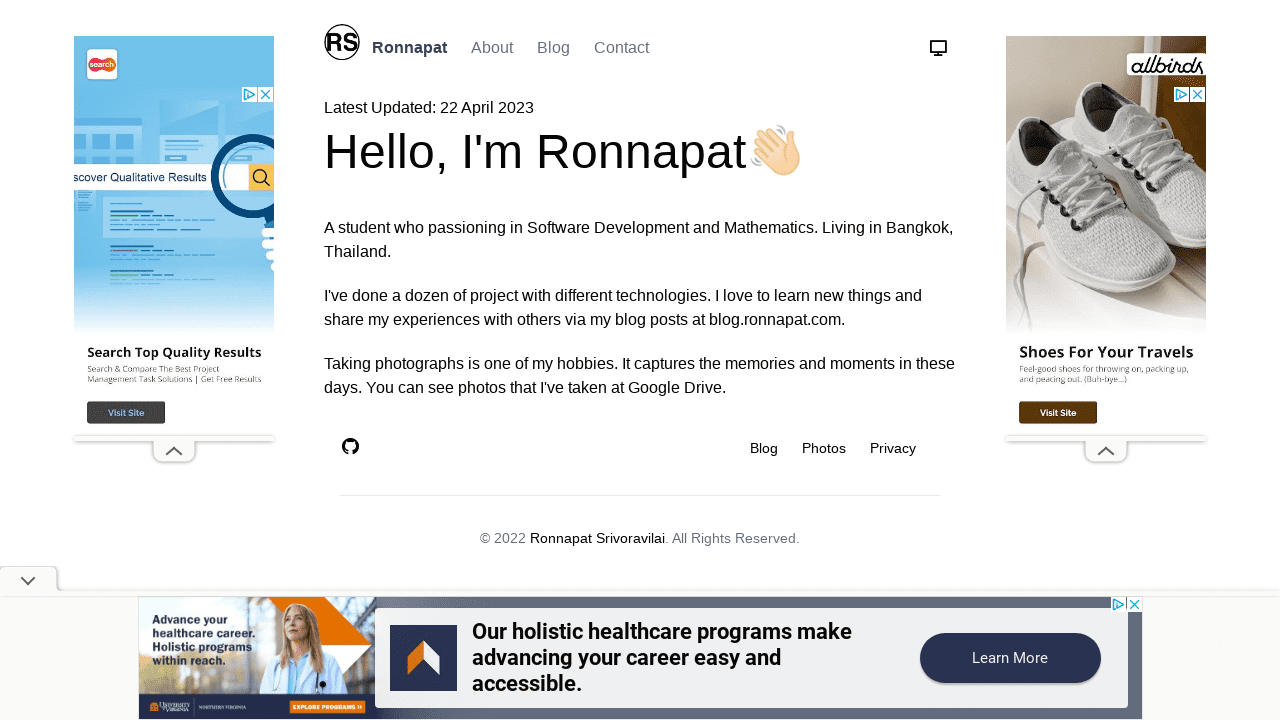 RS
Ronnapat About Blog Contact
search
scover Qualitative Results
Search Top Quality Results
Search & Compare The Best Project
Management Task Solutions | Get Free Results
Visit Site
Latest Updated: 22 April 2023
Hello, I'm Ronnapat👋
A student who passioning in Software Development and Mathematics. Living in Bangkok,
Thailand.
I've done a dozen of project with different technologies. I love to learn new things and
share my experiences with others via my blog posts at blog.ronnapat.com.
Taking photographs is one of my hobbies. It captures the memories and moments in these
days. You can see photos that I've taken at Google Drive.
Blog Photos Privacy
© 2022 Ronnapat Srivoravilai. All Rights Reserved.
allbirds
Shoes For Your Travels
Feel-good shoes for throwing on, packing up,
and peacing out. (Buh-bye...)
Visit Site
Advance your
healthcare career.
Holistic programs
within reach.
UNIVERSITY of VIRGINIA
NORTHERN VIRGINIA
EXPLORE PROGRAMS
Our holistic healthcare programs make
advancing your career easy and
accessible.
Learn More